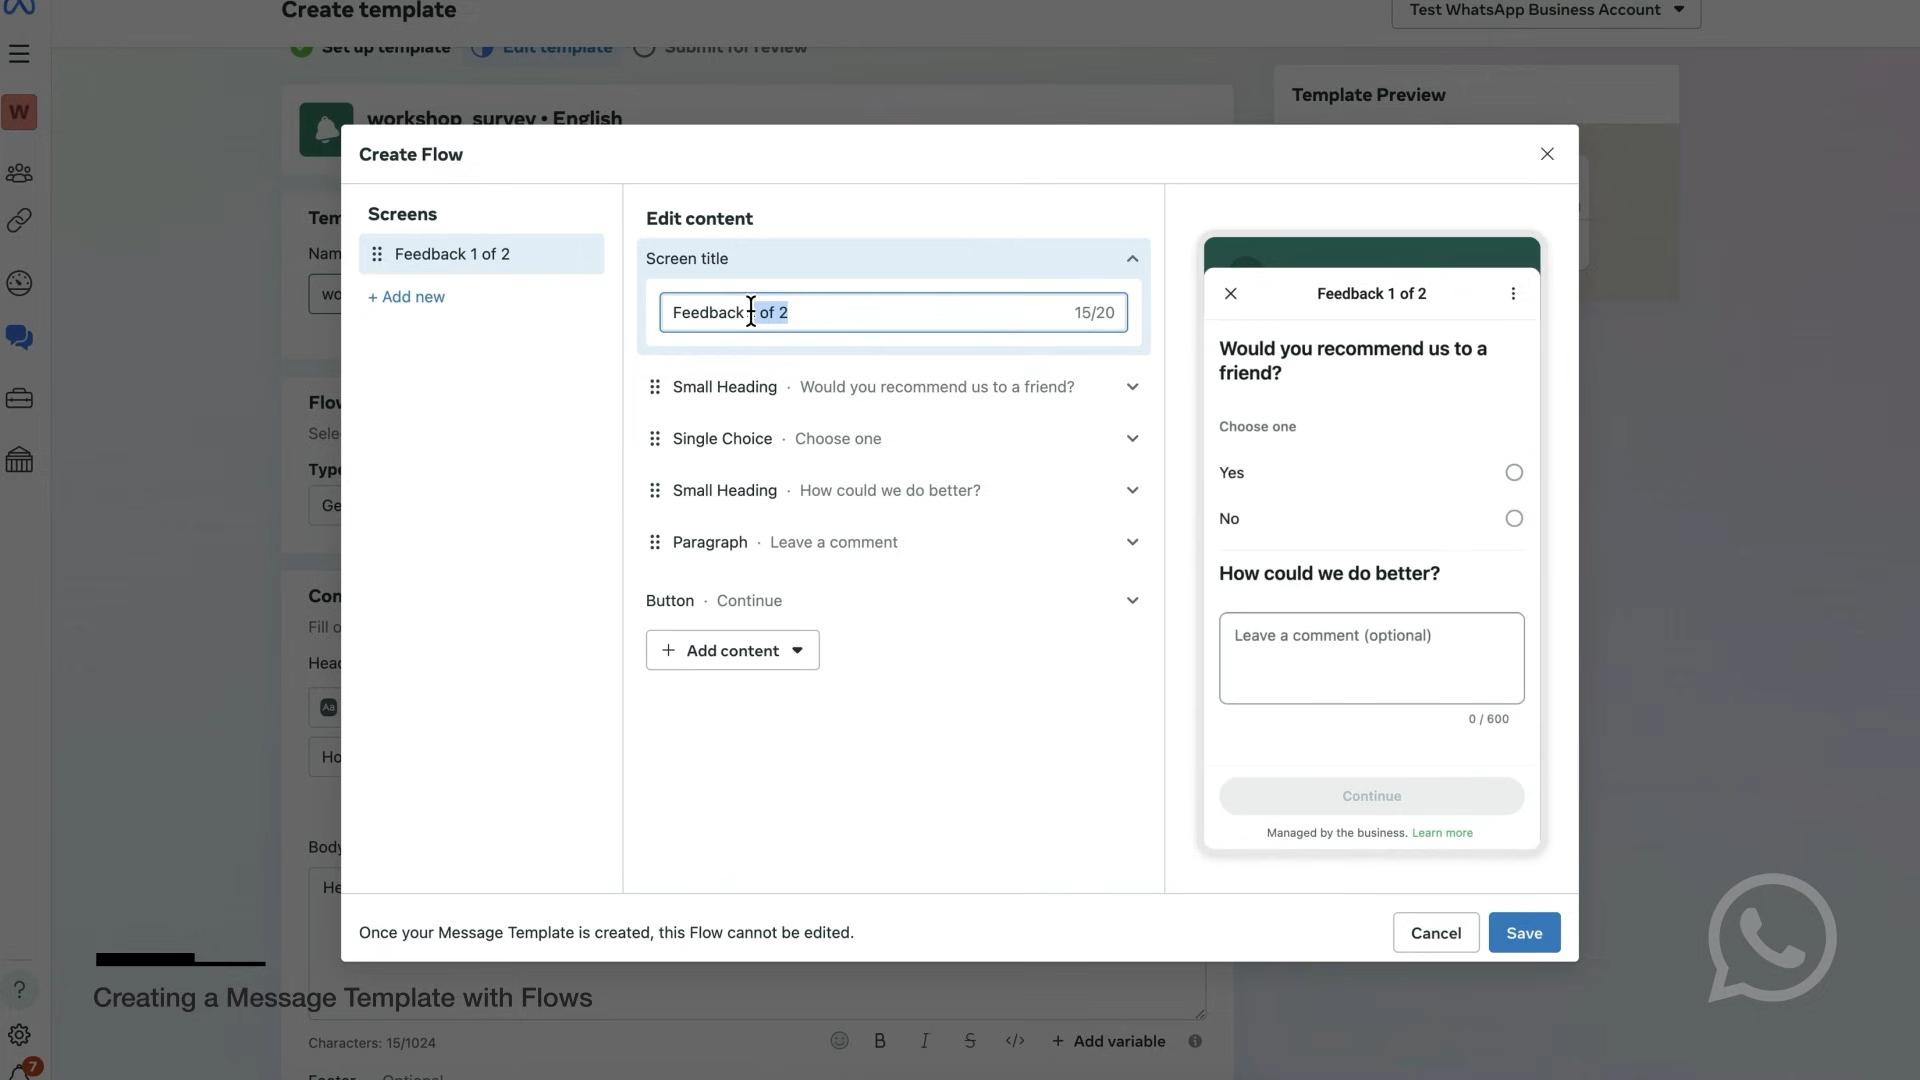 Create template
Test WhatsApp Business Account
Set up template
Edit template
Submit for review
W
workshop_survey • English
Template Preview
Create Flow
Screens
Feedback 1 of 2
+ Add new
Edit content
Screen title
Feedback 1 of 2
15/20
Small Heading · Would you recommend us to a friend?
Single Choice · Choose one
Small Heading · How could we do better?
Paragraph · Leave a comment
Button · Continue
Add content
Feedback 1 of 2
Would you recommend us to a
friend?
Choose one
Yes
No
How could we do better?
Leave a comment (optional)
0 / 600
Continue
Managed by the business. Learn more
Once your Message Template is created, this Flow cannot be edited.
Cancel
Save
Fill o
Body
Creating a Message Template with Flows
Characters: 15/1024
B I S </> + Add variable
Footer Optional
7